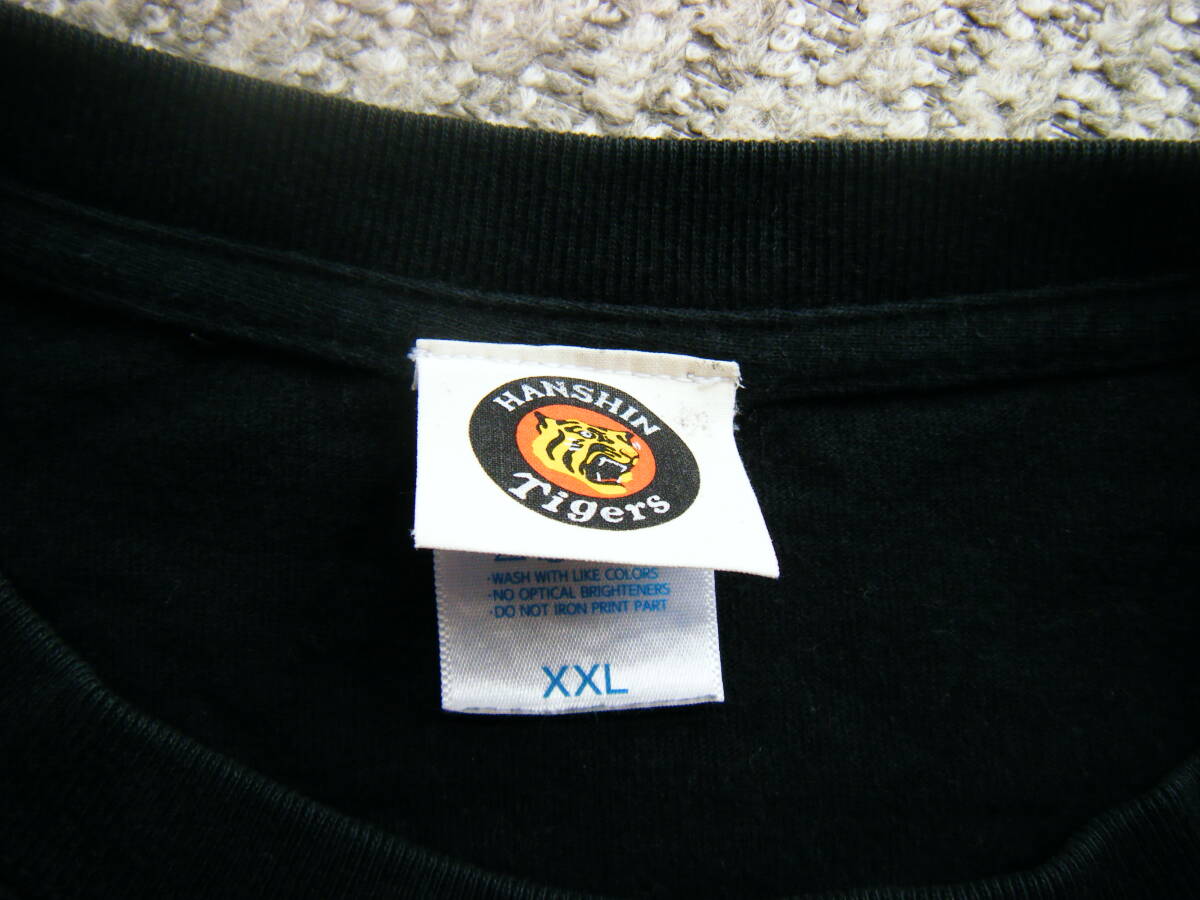 HANSHIN
Tigers
·WASH WITH LIKE COLORS
·NO OPTICAL BRIGHTENERS
·DO NOT IRON PRINT PART
XXL